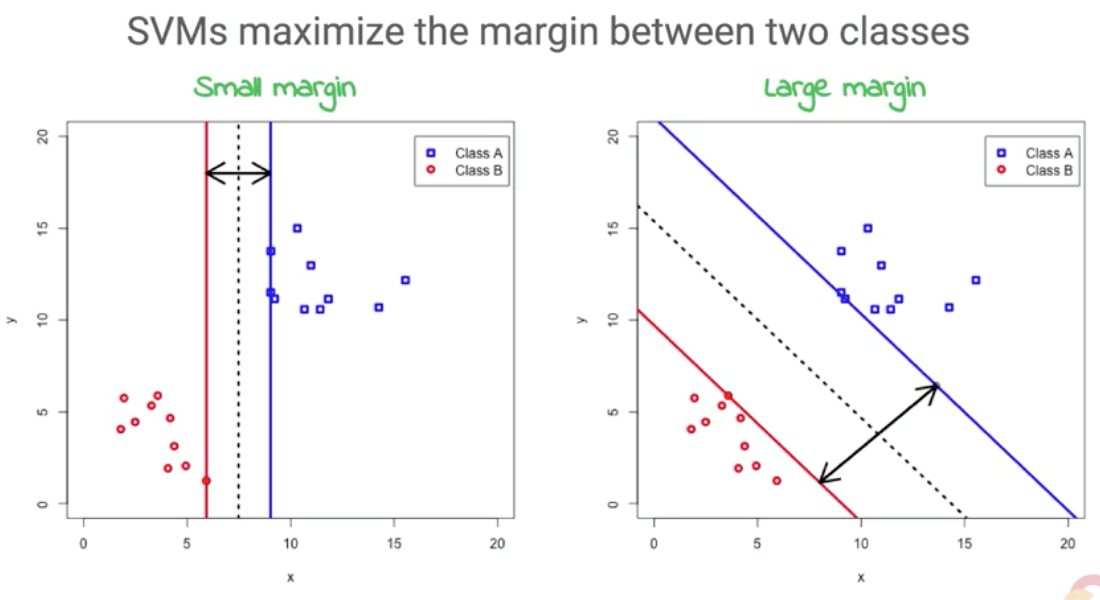 SVMs maximize the margin between two classes
Small margin
20
15
10
5
0
y
Class A
Class B
0 5 10 15 20
x
Large margin
20
15
10
5
0
y
Class A
Class B
0 5 10 15 20
x